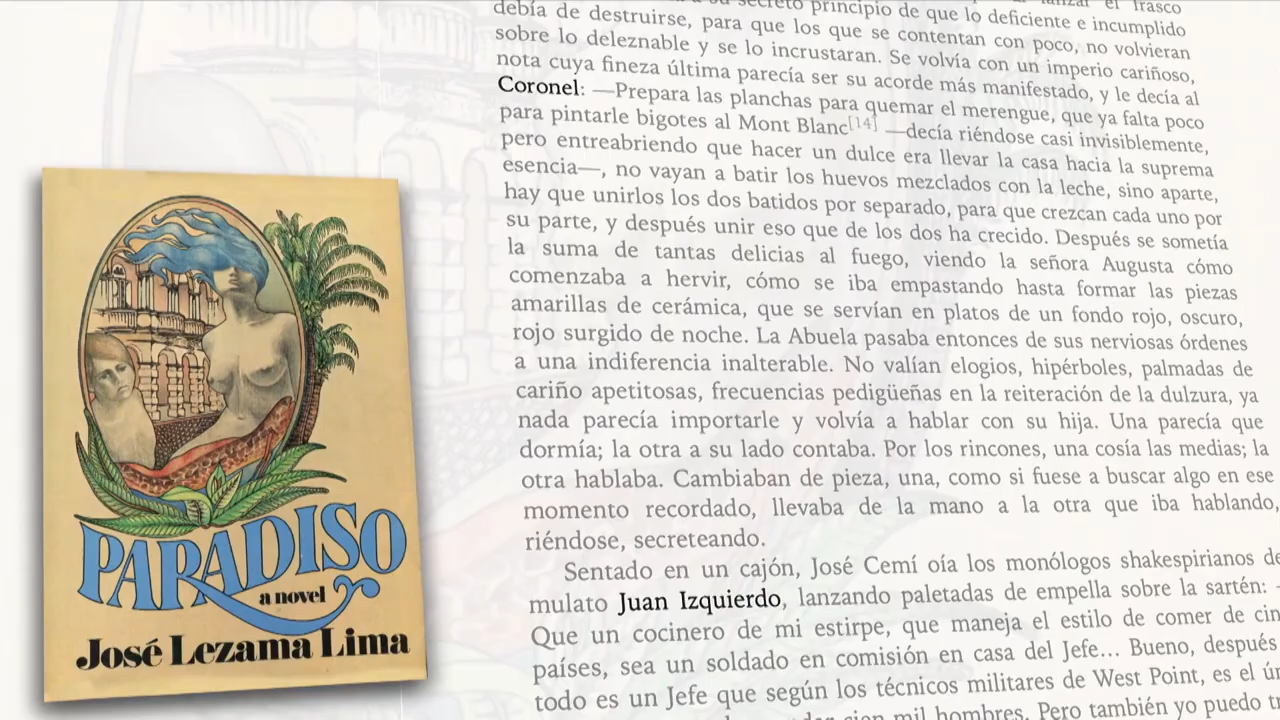 PARADISO
a novel
José Lezama Lima
secreto principio de que lo deficiente e incumplido
debía de destruirse, para que los que se contentan con poco, no volvieran
sobre lo deleznable y se lo incrustaran. Se volvía con un imperio cariñoso,
nota cuya fineza última parecía ser su acorde más manifestado, y le decía al
Coronel: —Prepara las planchas para quemar el merengue, que ya falta poco
para pintarle bigotes al Mont Blanc[14] —decía riéndose casi invisiblemente,
pero entreabriendo que hacer un dulce era llevar la casa hacia la suprema
esencia—, no vayan a batir los huevos mezclados con la leche, sino aparte,
hay que unirlos los dos batidos por separado, para que crezcan cada uno por
su parte, y después unir eso que de los dos ha crecido. Después se sometía
la suma de tantas delicias al fuego, viendo la señora Augusta cómo
comenzaba a hervir, cómo se iba empastando hasta formar las piezas
amarillas de cerámica, que se servían en platos de un fondo rojo, oscuro,
rojo surgido de noche. La Abuela pasaba entonces de sus nerviosas órdenes
a una indiferencia inalterable. No valían elogios, hipérboles, palmadas de
cariño apetitosas, frecuencias pedigüeñas en la reiteración de la dulzura, ya
nada parecía importarle y volvía a hablar con su hija. Una parecía que
dormía; la otra a su lado contaba. Por los rincones, una cosía las medias; la
otra hablaba. Cambiaban de pieza, una, como si fuese a buscar algo en ese
momento recordado, llevaba de la mano a la otra que iba hablando,
riéndose, secreteando.
Sentado en un cajón, José Cemí oía los monólogos shakespirianos de
mulato Juan Izquierdo, lanzando paletadas de empella sobre la sartén:
Que un cocinero de mi estirpe, que maneja el estilo de comer de cin
países, sea un soldado en comisión en casa del Jefe... Bueno, después
todo es un Jefe que según los técnicos militares de West Point, es el ún
cien mil hombres. Pero también yo puedo tr